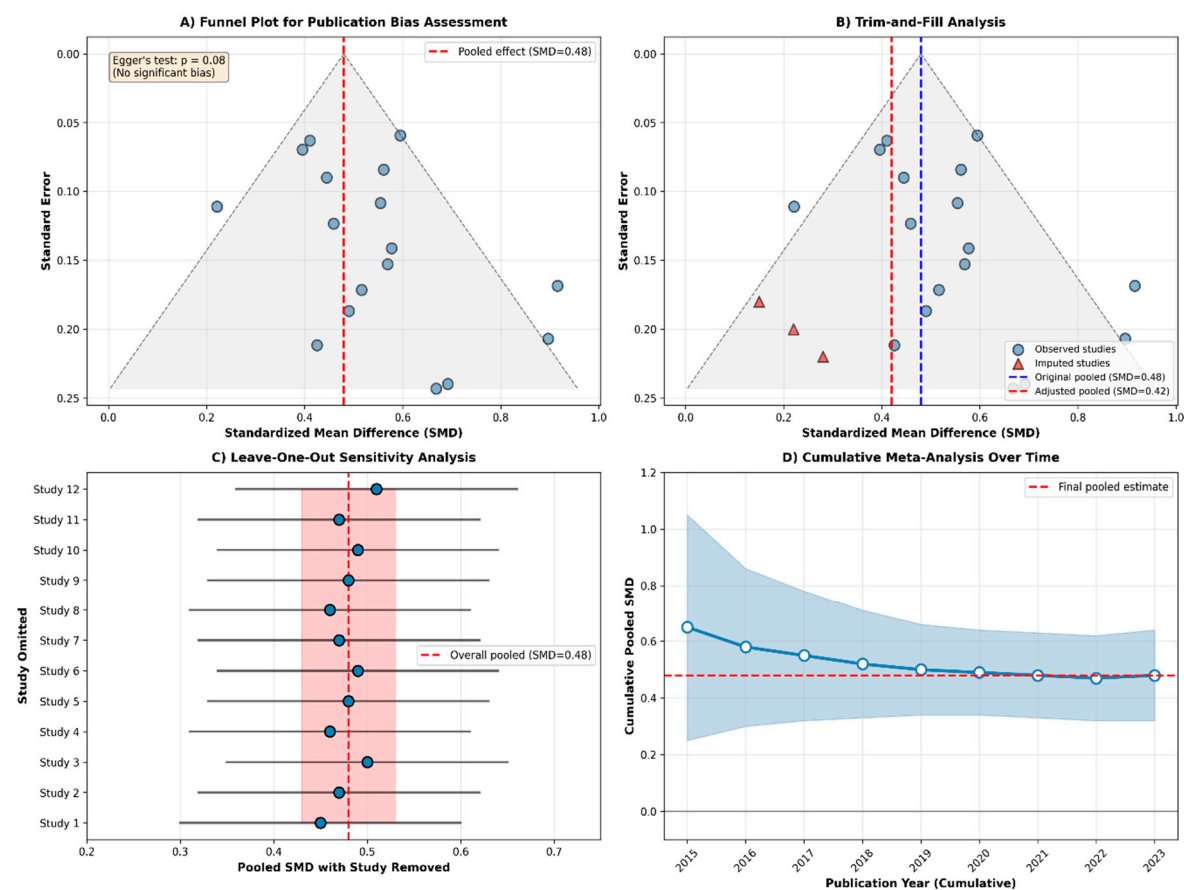 A) Funnel Plot for Publication Bias Assessment
Egger's test: p = 0.08
(No significant bias)
Pooled effect (SMD=0.48)
0.00
0.05
0.10
0.15
0.20
0.25
Standard Error
0.0
0.2
0.4
0.6
0.8
1.0
Standardized Mean Difference (SMD)
B) Trim-and-Fill Analysis
0.00
0.05
0.10
0.15
0.20
0.25
Standard Error
Observed studies
Imputed studies
Original pooled (SMD=0.48)
Adjusted pooled (SMD=0.42)
0.0
0.2
0.4
0.6
0.8
1.0
Standardized Mean Difference (SMD)
C) Leave-One-Out Sensitivity Analysis
Study 12
Study 11
Study 10
Study 9
Study 8
Study 7
Study 6
Study 5
Study 4
Study 3
Study 2
Study 1
Study Omitted
Overall pooled (SMD=0.48)
0.2
0.3
0.4
0.5
0.6
0.7
Pooled SMD with Study Removed
D) Cumulative Meta-Analysis Over Time
Final pooled estimate
1.2
1.0
0.8
0.6
0.4
0.2
0.0
Cumulative Pooled SMD
2015
2016
2017
2018
2019
2020
2021
2022
2023
Publication Year (Cumulative)